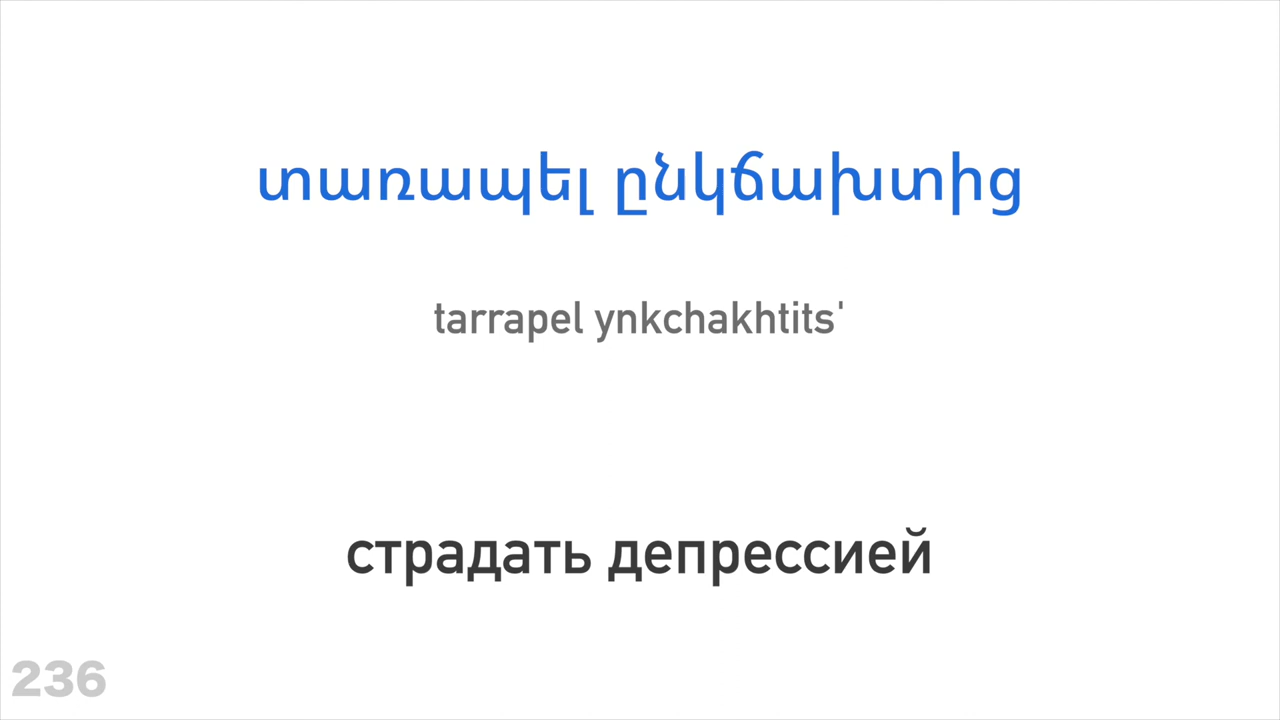 տառապել ընկճախտից
tarrapel ynkchakhtits'
страдать депрессией
236